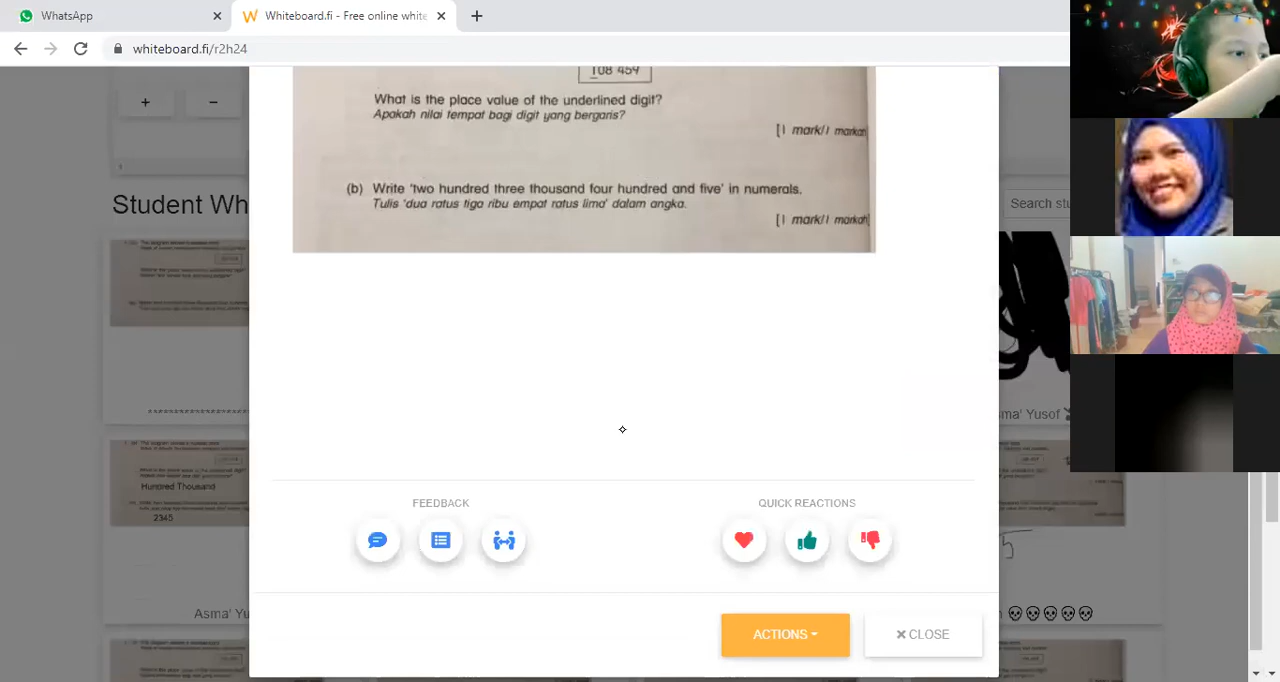 WhatsApp
Whiteboard.fi - Free online white
whiteboard.fi/r2h24
+
−
1
108 459
What is the place value of the underlined digit?
Apakah nilai tempat bagi digit yang bergaris?
[1 mark/1 markah
(b) Write 'two hundred three thousand four hundred and five' in numerals.
Tulis 'dua ratus tiga ribu empat ratus lima' dalam angka.
[1 mark/1 markah]
Student Wh
Search stu
Hundred Thousand
2345
Asma' Yu
sma' Yusof
FEEDBACK
QUICK REACTIONS
ACTIONS
CLOSE